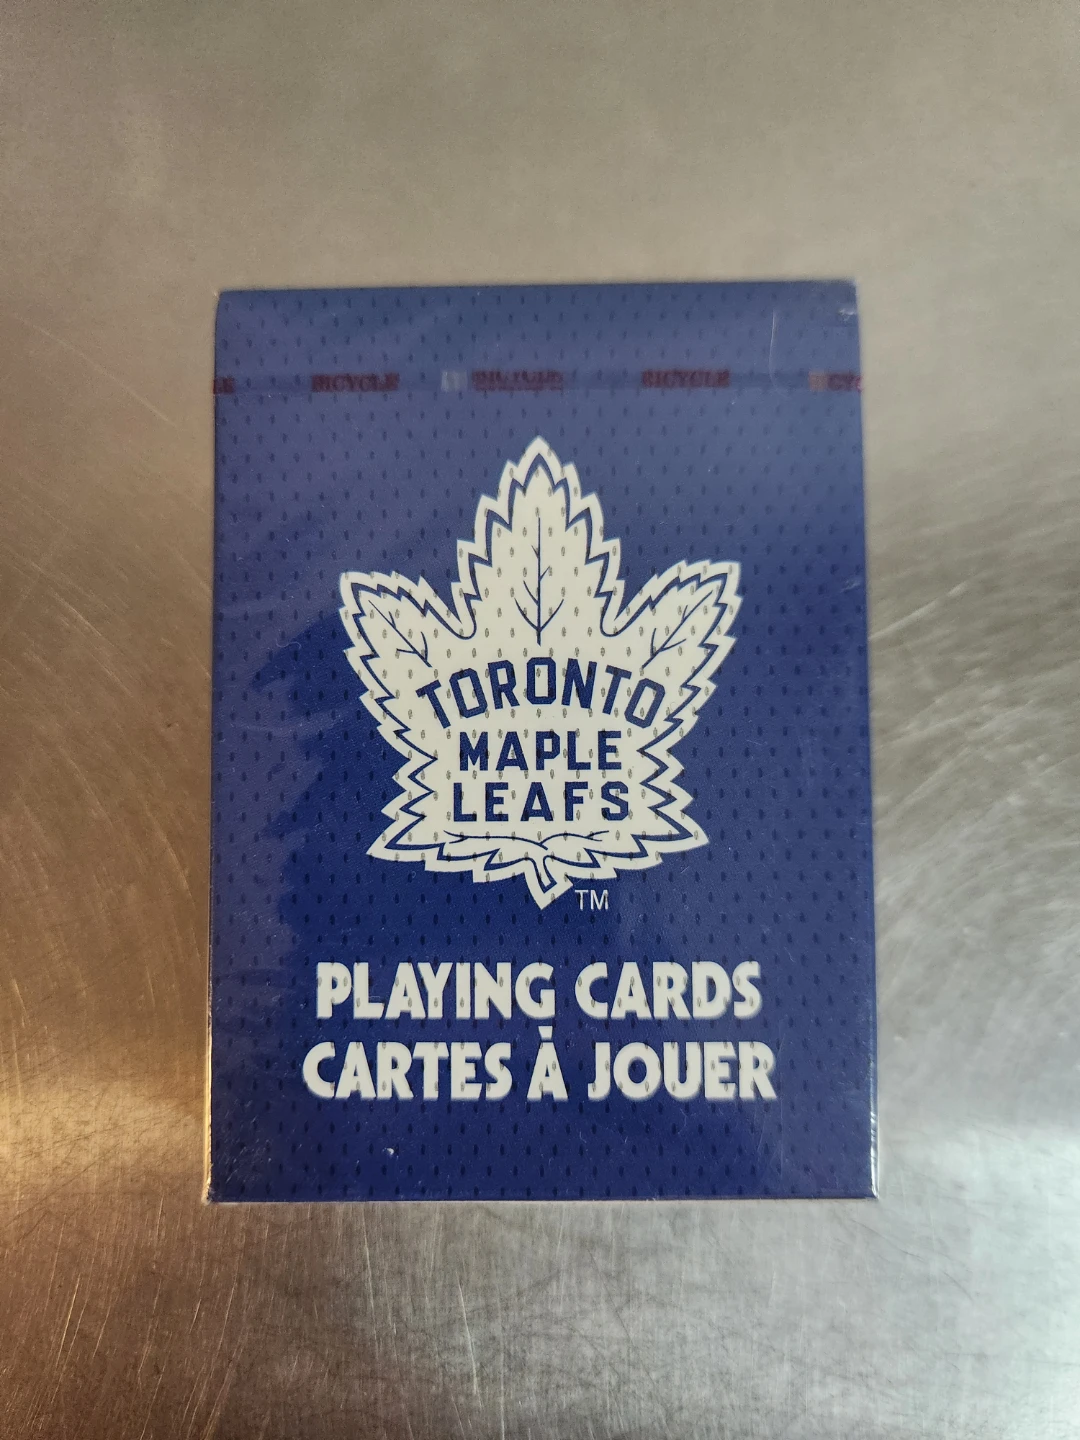 BICYCLE BICYCLE
TORONTO
MAPLE
LEAFS
TM
PLAYING CARDS
CARTES À JOUER